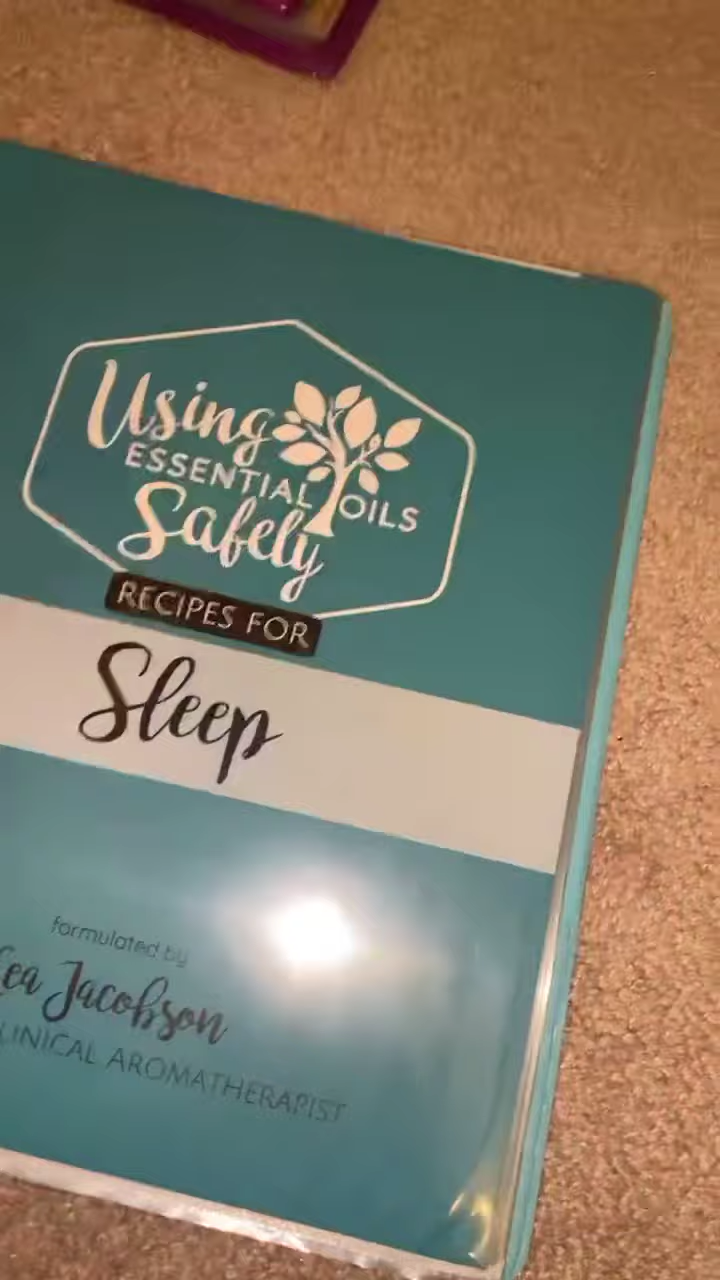 Using
ESSENTIAL OILS
Safely
RECIPES FOR
Sleep
formulated by
Jacobson
AROMATHERAPIST